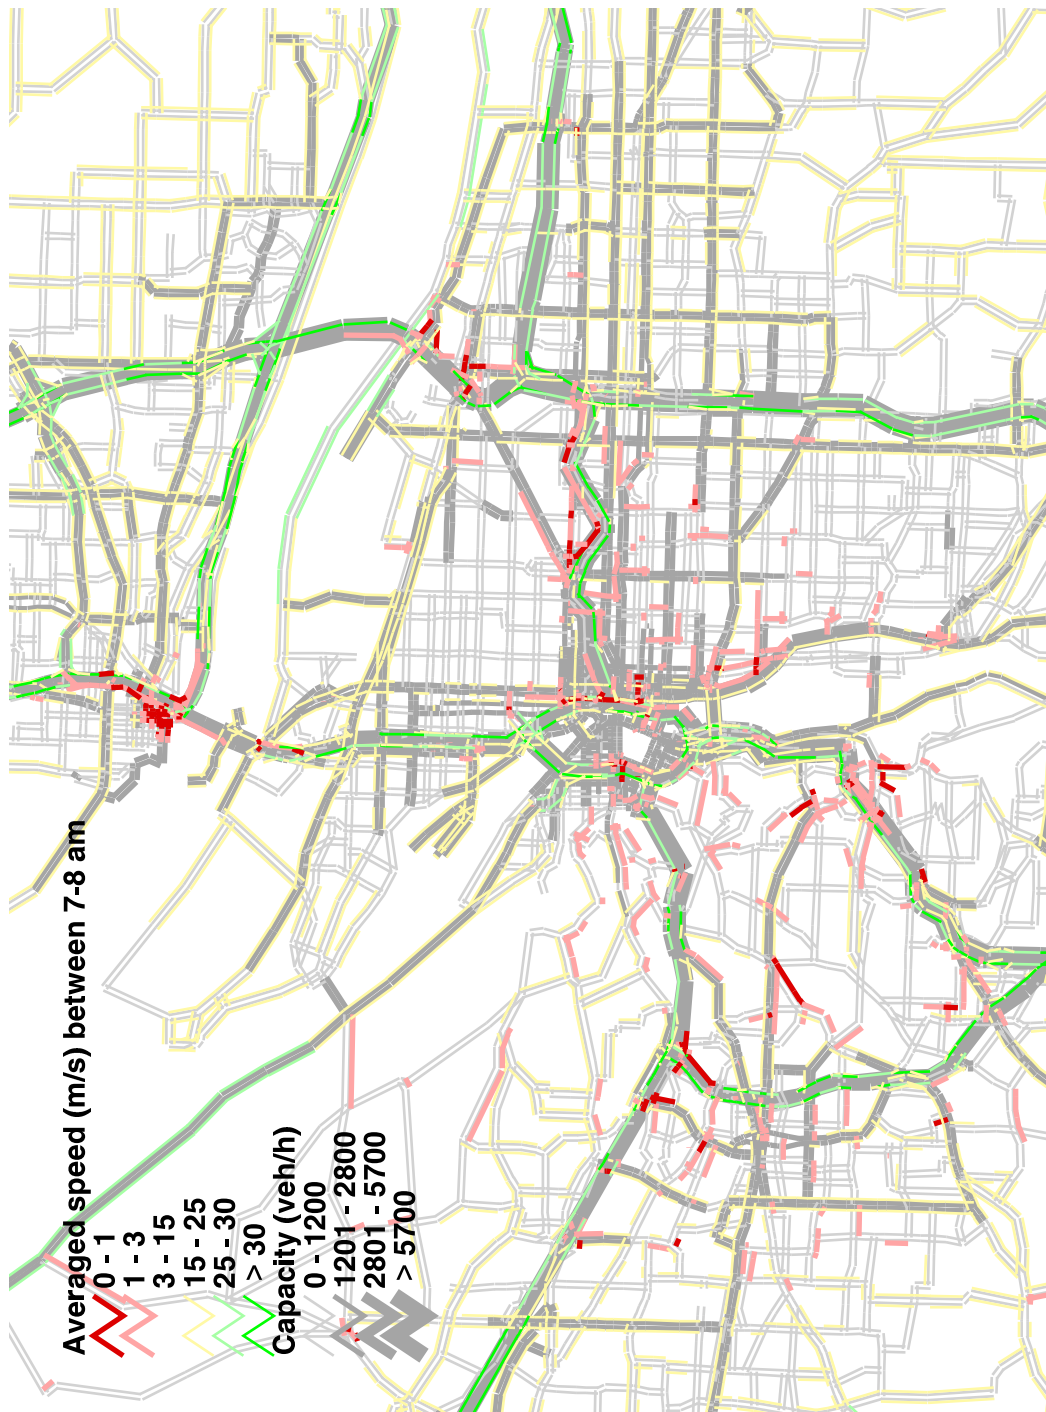 Averaged speed (m/s) between 7-8 am
0 - 1
1 - 3
3 - 15
15 - 25
25 - 30
> 30
Capacity (veh/h)
0 - 1200
1201 - 2800
2801 - 5700
> 5700